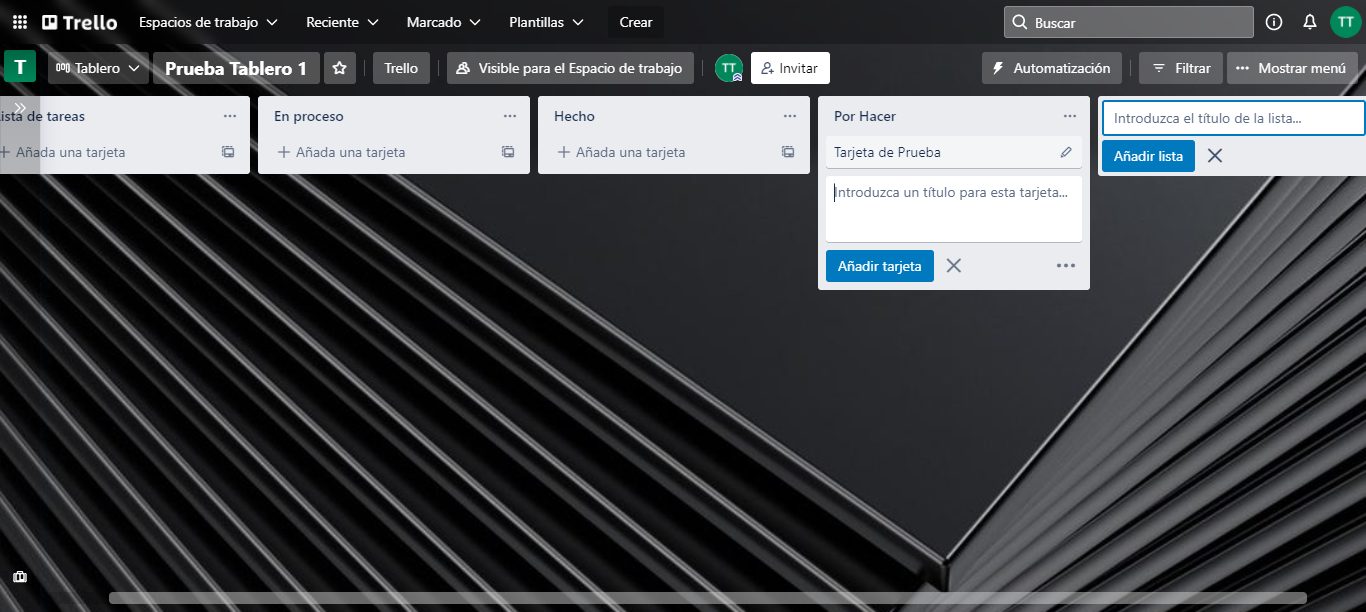 Trello Espacios de trabajo Reciente Marcado Plantillas Crear Buscar TT
T Tablero Prueba Tablero 1 Trello Visible para el Espacio de trabajo TT Invitar Automatización Filtrar Mostrar menú
ista de tareas
Añada una tarjeta
En proceso
Añada una tarjeta
Hecho
Añada una tarjeta
Por Hacer
Tarjeta de Prueba
Introduzca un título para esta tarjeta...
Añadir tarjeta
Introduzca el título de la lista...
Añadir lista